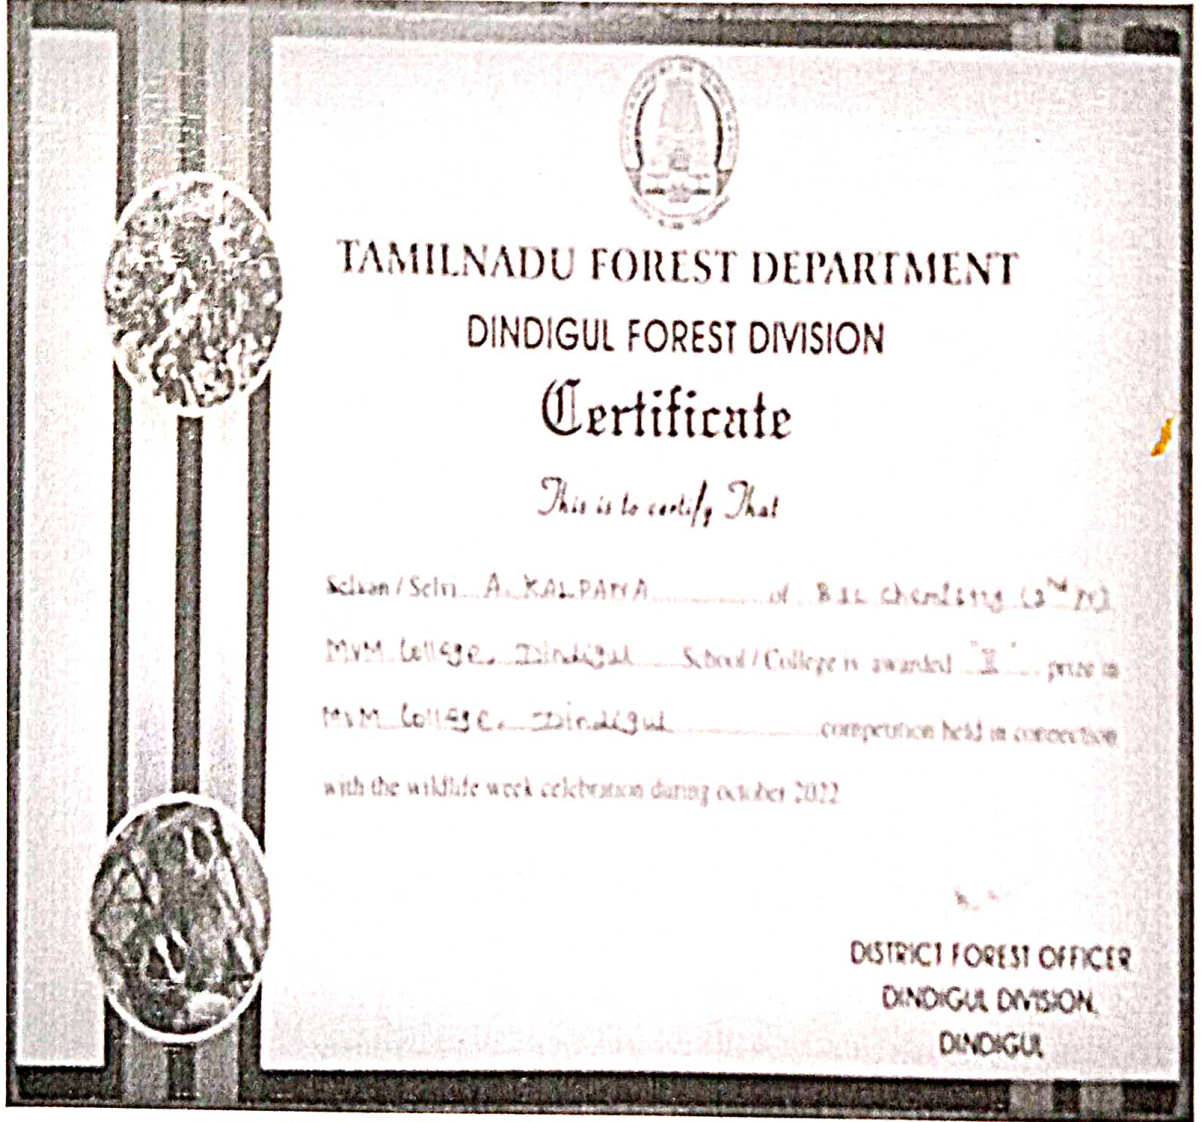 TAMILNADU FOREST DEPARTMENT
DINDIGUL FOREST DIVISION
Certificate
This is to certify That
Selvan / Selvi A. KALPANA of B.Sc Chemistry (2nd Yr)
MVM College, Dindigul School / College is awarded "II" prize in
MVM College, Dindigul competition held in connection
with the wildlife week celebration during october 2022
DISTRICT FOREST OFFICER
DINDIGUL DIVISION,
DINDIGUL